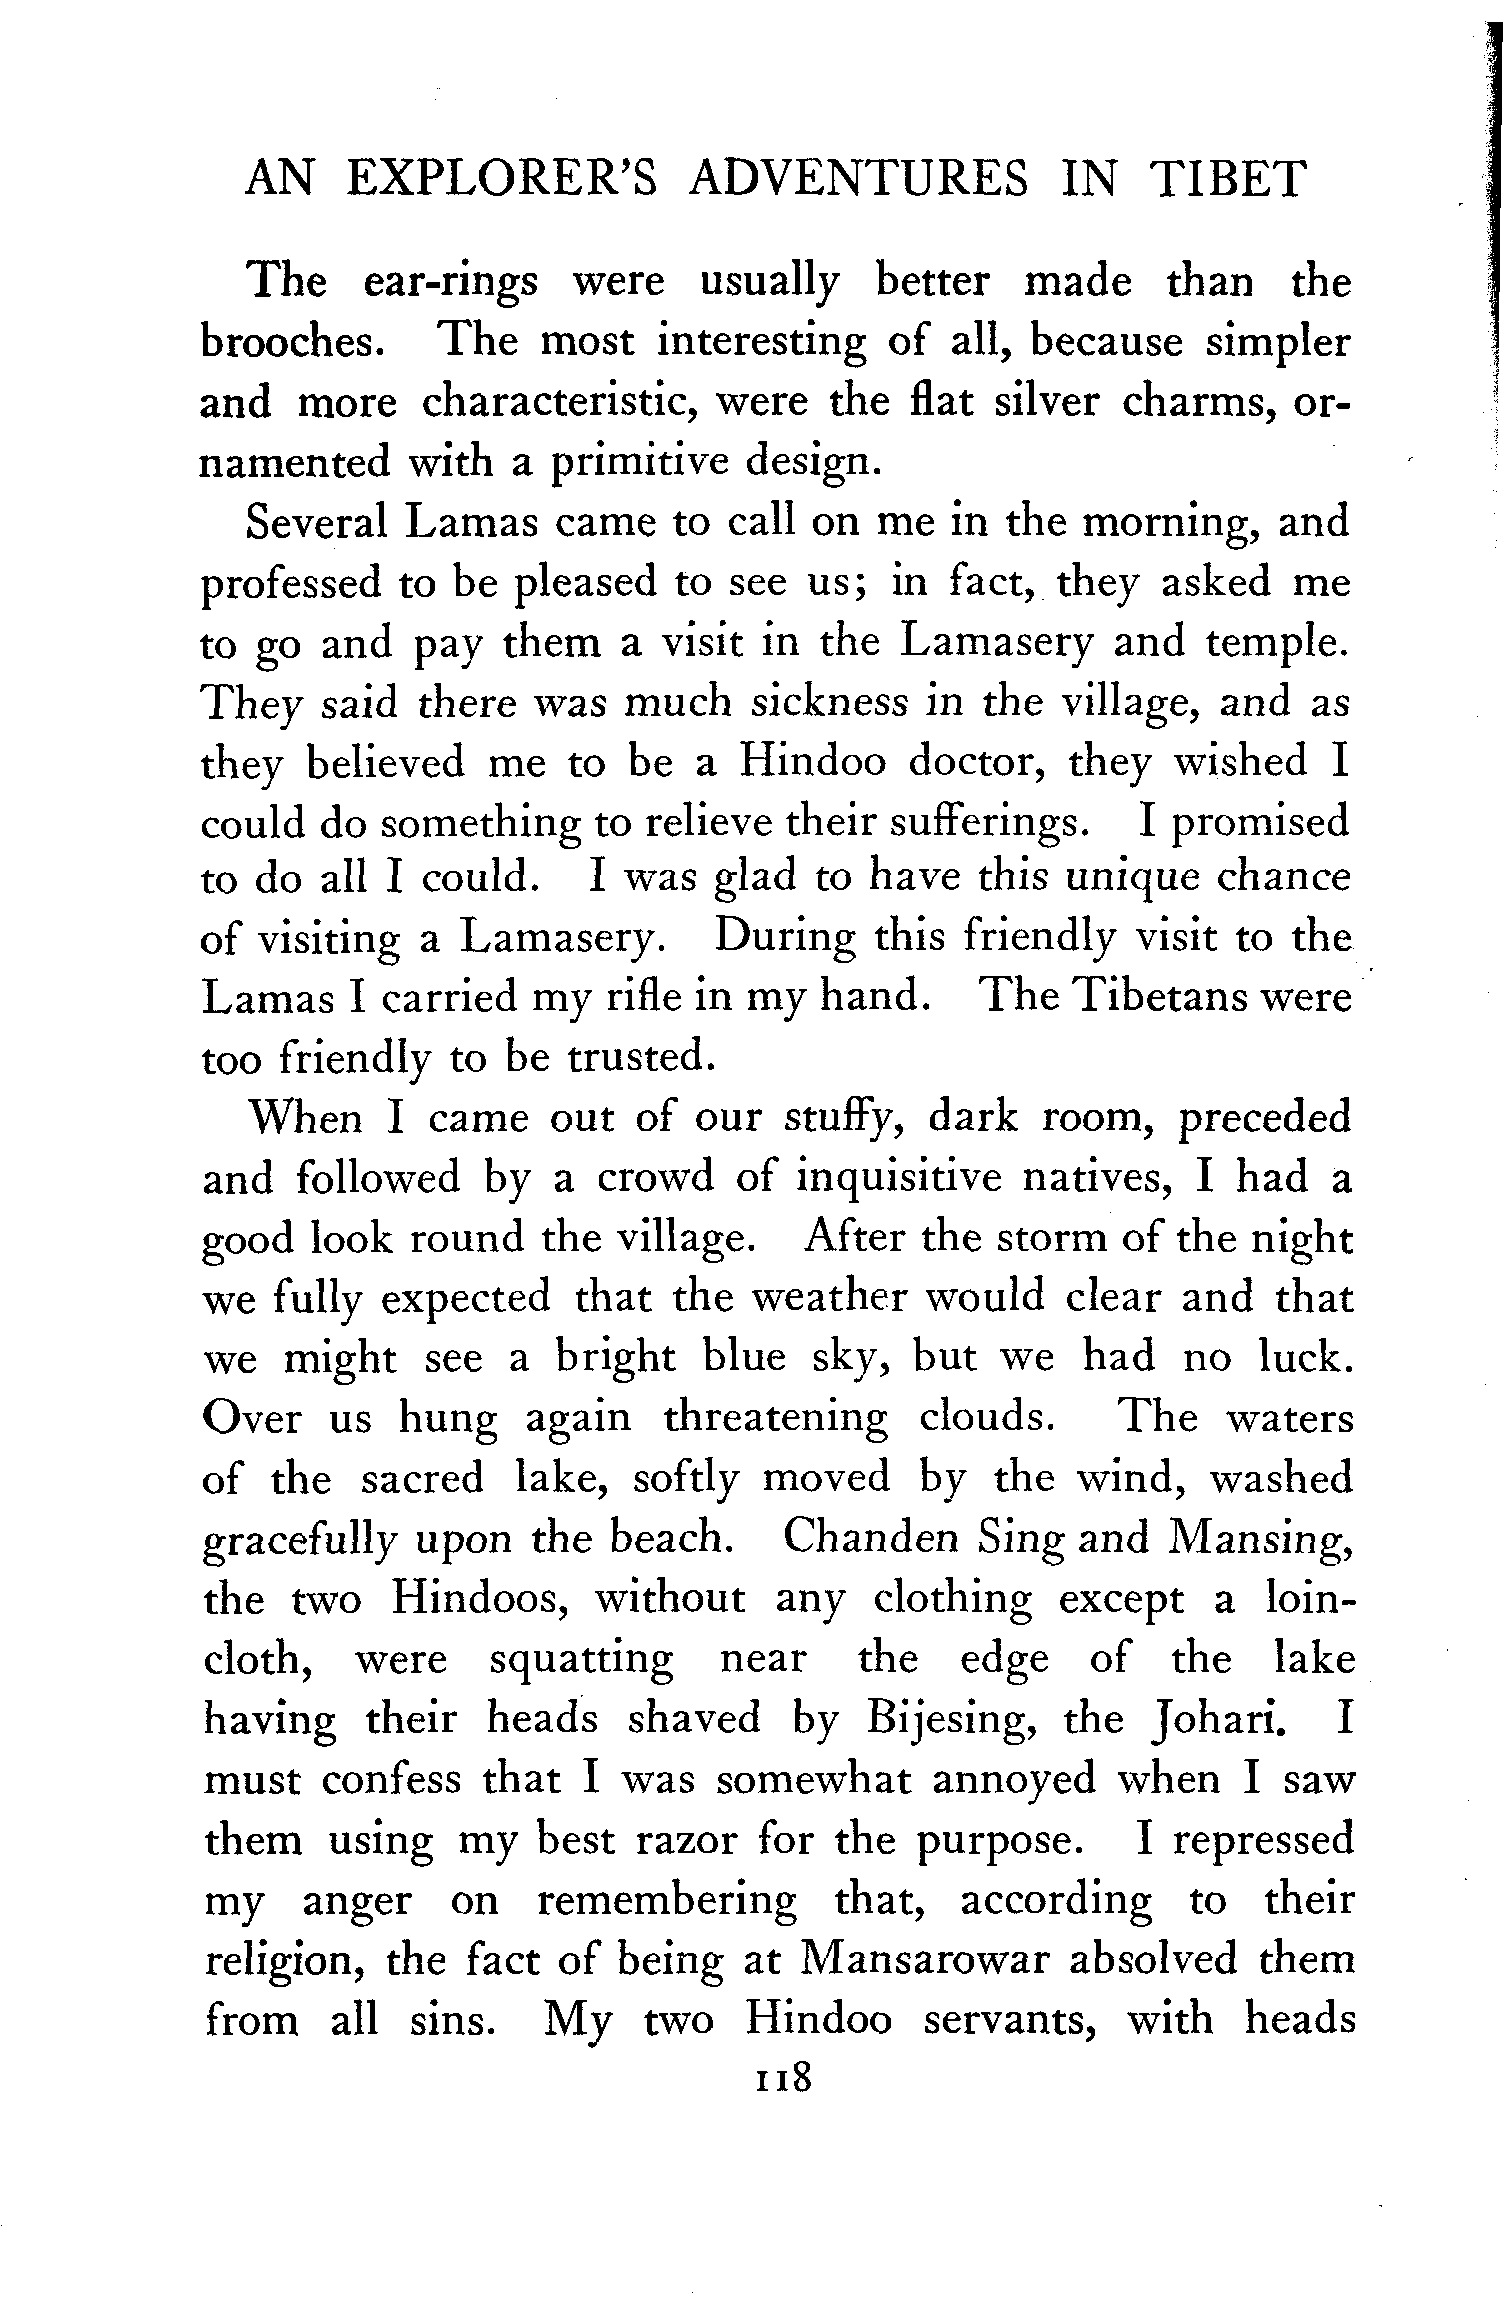 AN EXPLORER'S ADVENTURES IN TIBET
The ear-rings were usually better made than the
brooches. The most interesting of all, because simpler
and more characteristic, were the flat silver charms, or-
namented with a primitive design.
Several Lamas came to call on me in the morning, and
professed to be pleased to see us; in fact, they asked me
to go and pay them a visit in the Lamasery and temple.
They said there was much sickness in the village, and as
they believed me to be a Hindoo doctor, they wished I
could do something to relieve their sufferings. I promised
to do all I could. I was glad to have this unique chance
of visiting a Lamasery. During this friendly visit to the
Lamas I carried my rifle in my hand. The Tibetans were
too friendly to be trusted.
When I came out of our stuffy, dark room, preceded
and followed by a crowd of inquisitive natives, I had a
good look round the village. After the storm of the night
we fully expected that the weather would clear and that
we might see a bright blue sky, but we had no luck.
Over us hung again threatening clouds. The waters
of the sacred lake, softly moved by the wind, washed
gracefully upon the beach. Chanden Sing and Mansing,
the two Hindoos, without any clothing except a loin-
cloth, were squatting near the edge of the lake
having their heads shaved by Bijesing, the Johari. I
must confess that I was somewhat annoyed when I saw
them using my best razor for the purpose. I repressed
my anger on remembering that, according to their
religion, the fact of being at Mansarowar absolved them
from all sins. My two Hindoo servants, with heads
118